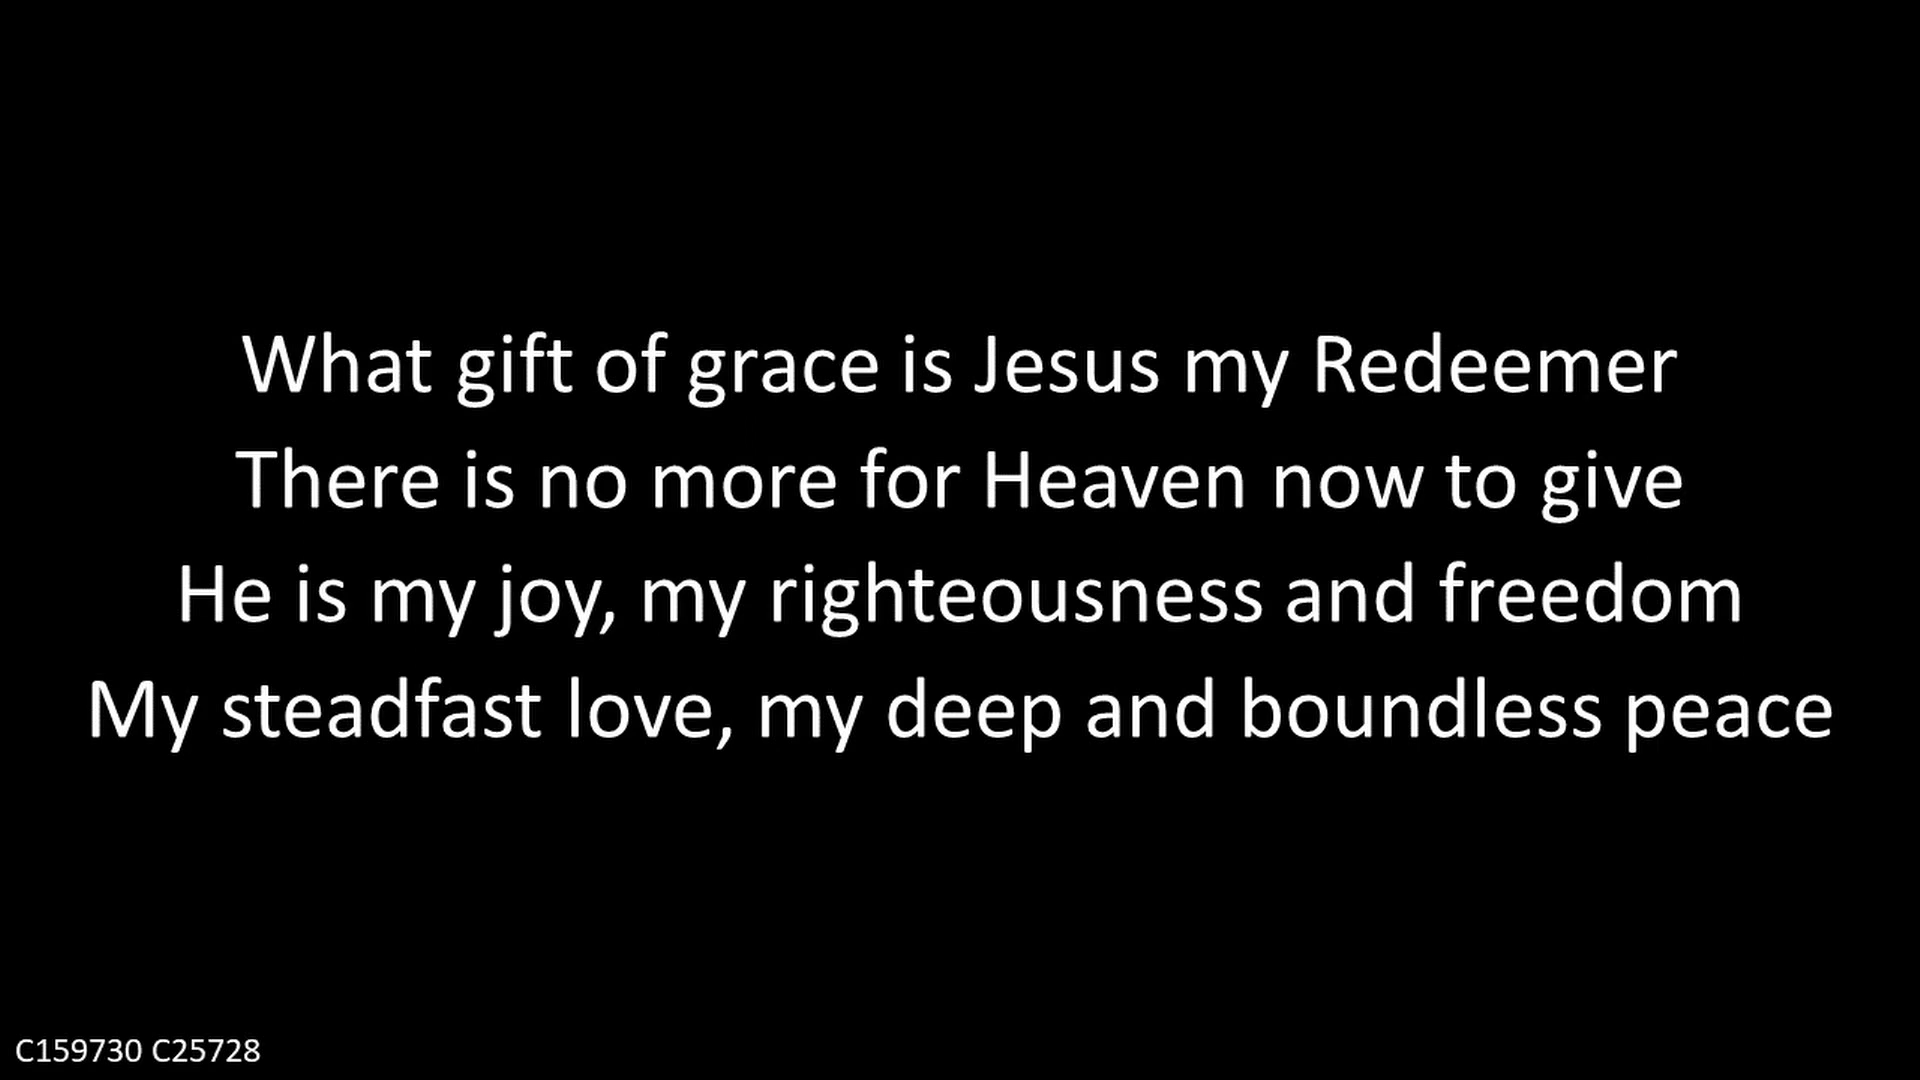 What gift of grace is Jesus my Redeemer
There is no more for Heaven now to give
He is my joy, my righteousness and freedom
My steadfast love, my deep and boundless peace
C159730 C25728